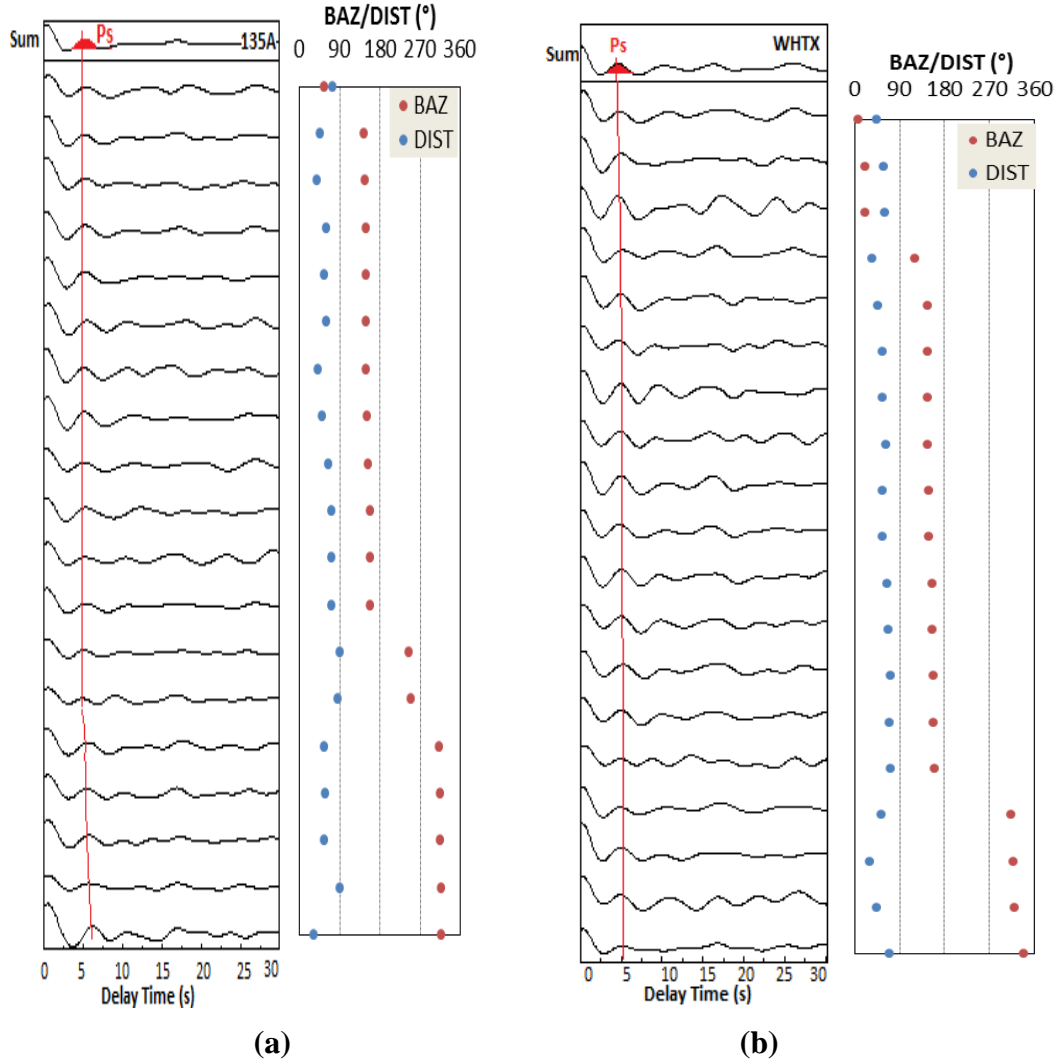 BAZ/DIST (°)
0 90 180 270 360
Sum
Ps
135A
BAZ
DIST
0 5 10 15 20 25 30
Delay Time (s)
(a)
Sum
Ps
WHTX
BAZ/DIST (°)
0 90 180 270 360
BAZ
DIST
0 5 10 15 20 25 30
Delay Time (s)
(b)